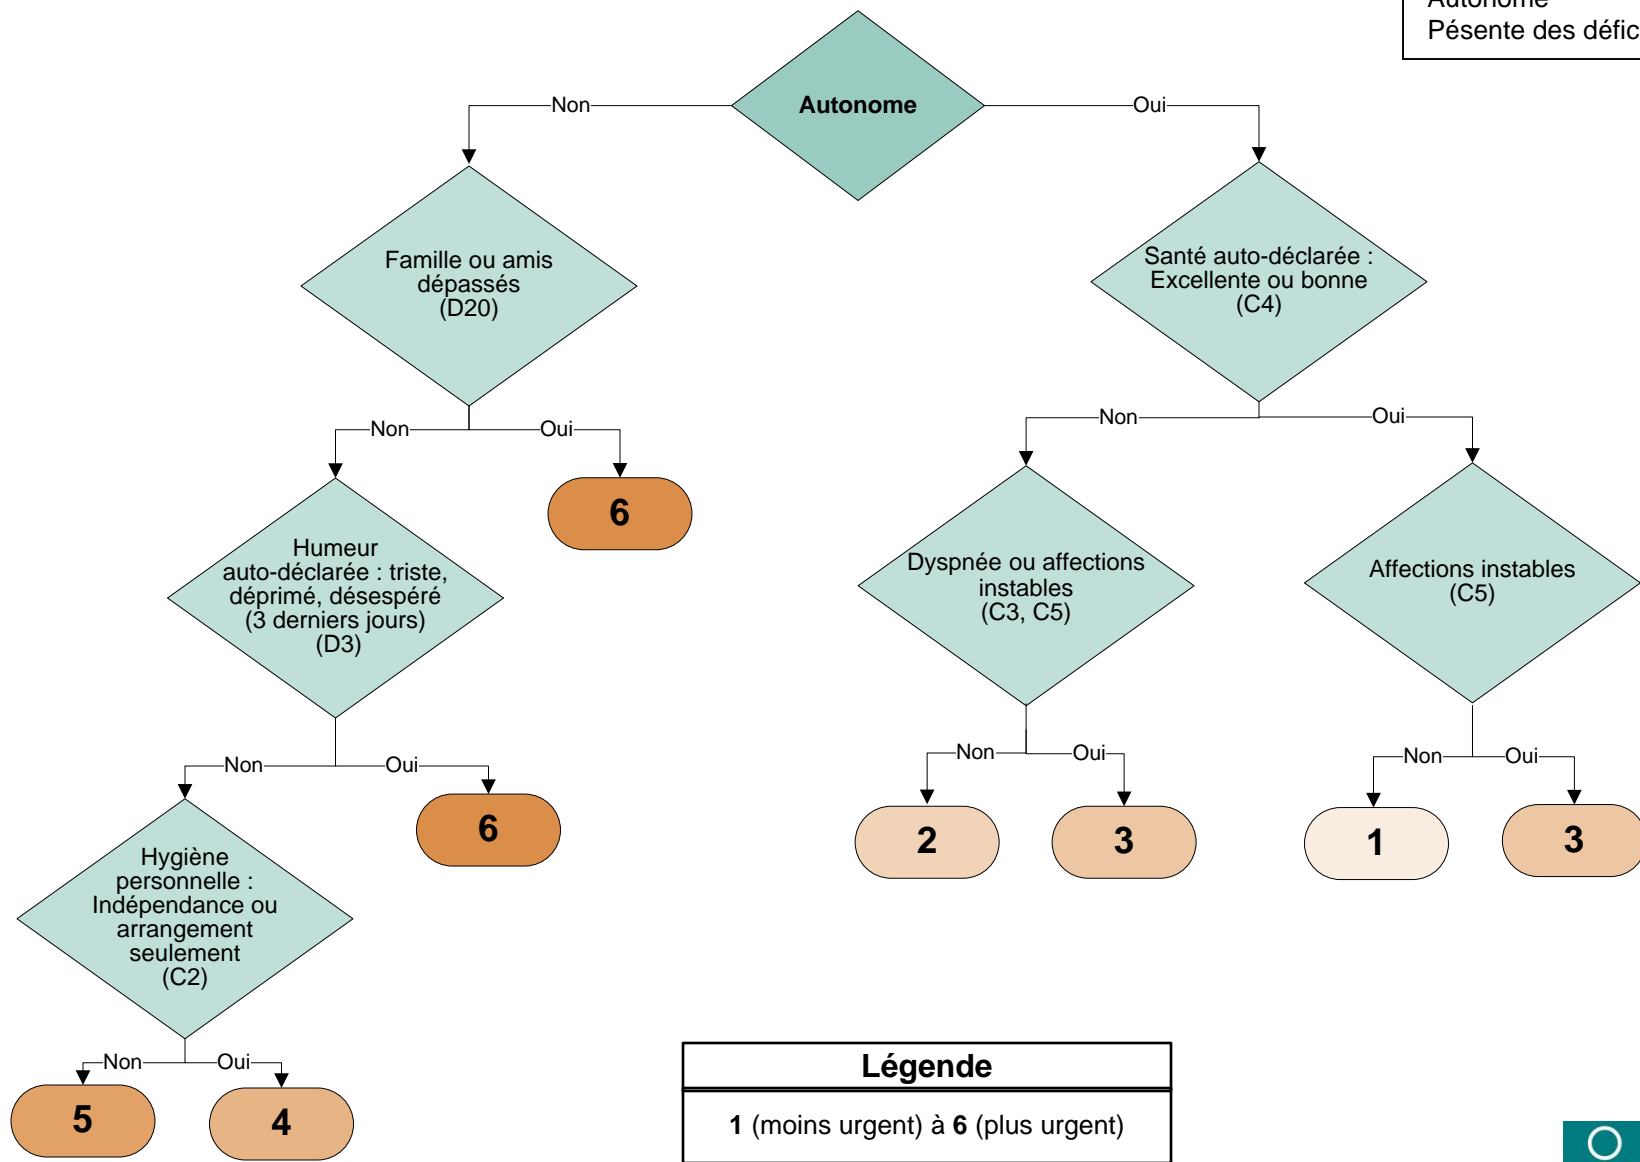 Autonome
Pésente des défic
Autonome
Non
Oui
Famille ou amis
dépassés
(D20)
Santé auto-déclarée :
Excellente ou bonne
(C4)
Non
Oui
Non
Oui
6
Humeur
auto-déclarée : triste,
déprimé, désespéré
(3 derniers jours)
(D3)
Dyspnée ou affections
instables
(C3, C5)
Affections instables
(C5)
Non
Oui
Non
Oui
Non
Oui
6
2
3
1
3
Hygiène
personnelle :
Indépendance ou
arrangement
seulement
(C2)
Non
Oui
5
4
Légende
1 (moins urgent) à 6 (plus urgent)